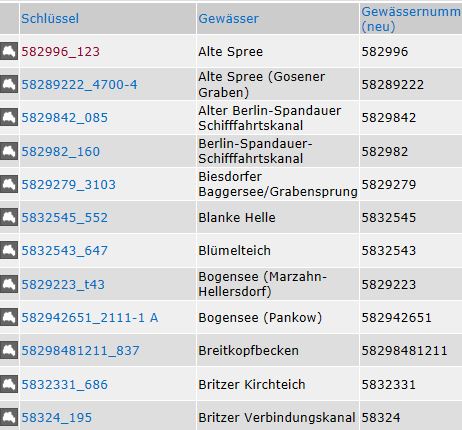 Schlüssel Gewässer Gewässernumm
(neu)
582996_123 Alte Spree 582996
58289222_4700-4 Alte Spree (Gosener
Graben) 58289222
5829842_085 Alter Berlin-Spandauer
Schifffahrtskanal 5829842
582982_160 Berlin-Spandauer-
Schifffahrtskanal 582982
5829279_3103 Biesdorfer
Baggersee/Grabensprung 5829279
5832545_552 Blanke Helle 5832545
5832543_647 Blümelteich 5832543
5829223_t43 Bogensee (Marzahn-
Hellersdorf) 5829223
582942651_2111-1 A Bogensee (Pankow) 582942651
58298481211_837 Breitkopfbecken 58298481211
5832331_686 Britzer Kirchteich 5832331
58324_195 Britzer Verbindungskanal 58324